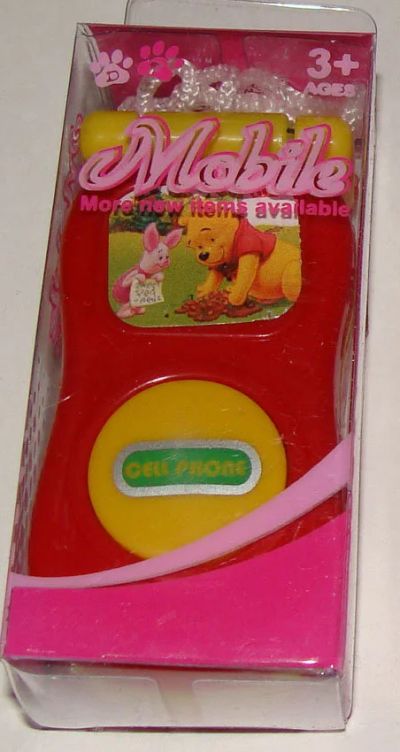 D
3+
AGES
Mobile
More new items available
CELL PHONE